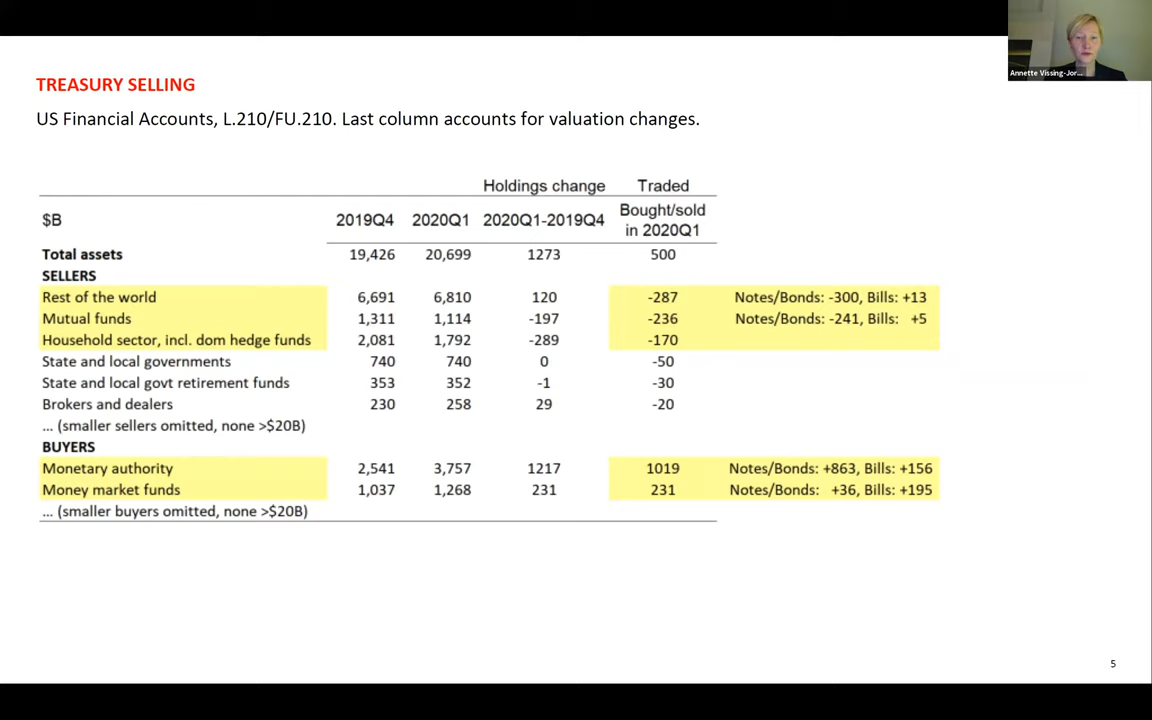 Annette Vissing-Jor...
TREASURY SELLING
US Financial Accounts, L.210/FU.210. Last column accounts for valuation changes.
Holdings change Traded
$B 2019Q4 2020Q1 2020Q1-2019Q4 Bought/sold in 2020Q1
Total assets 19,426 20,699 1273 500
SELLERS
Rest of the world 6,691 6,810 120 -287 Notes/Bonds: -300, Bills: +13
Mutual funds 1,311 1,114 -197 -236 Notes/Bonds: -241, Bills: +5
Household sector, incl. dom hedge funds 2,081 1,792 -289 -170
State and local governments 740 740 0 -50
State and local govt retirement funds 353 352 -1 -30
Brokers and dealers 230 258 29 -20
... (smaller sellers omitted, none >$20B)
BUYERS
Monetary authority 2,541 3,757 1217 1019 Notes/Bonds: +863, Bills: +156
Money market funds 1,037 1,268 231 231 Notes/Bonds: +36, Bills: +195
... (smaller buyers omitted, none >$20B)
5